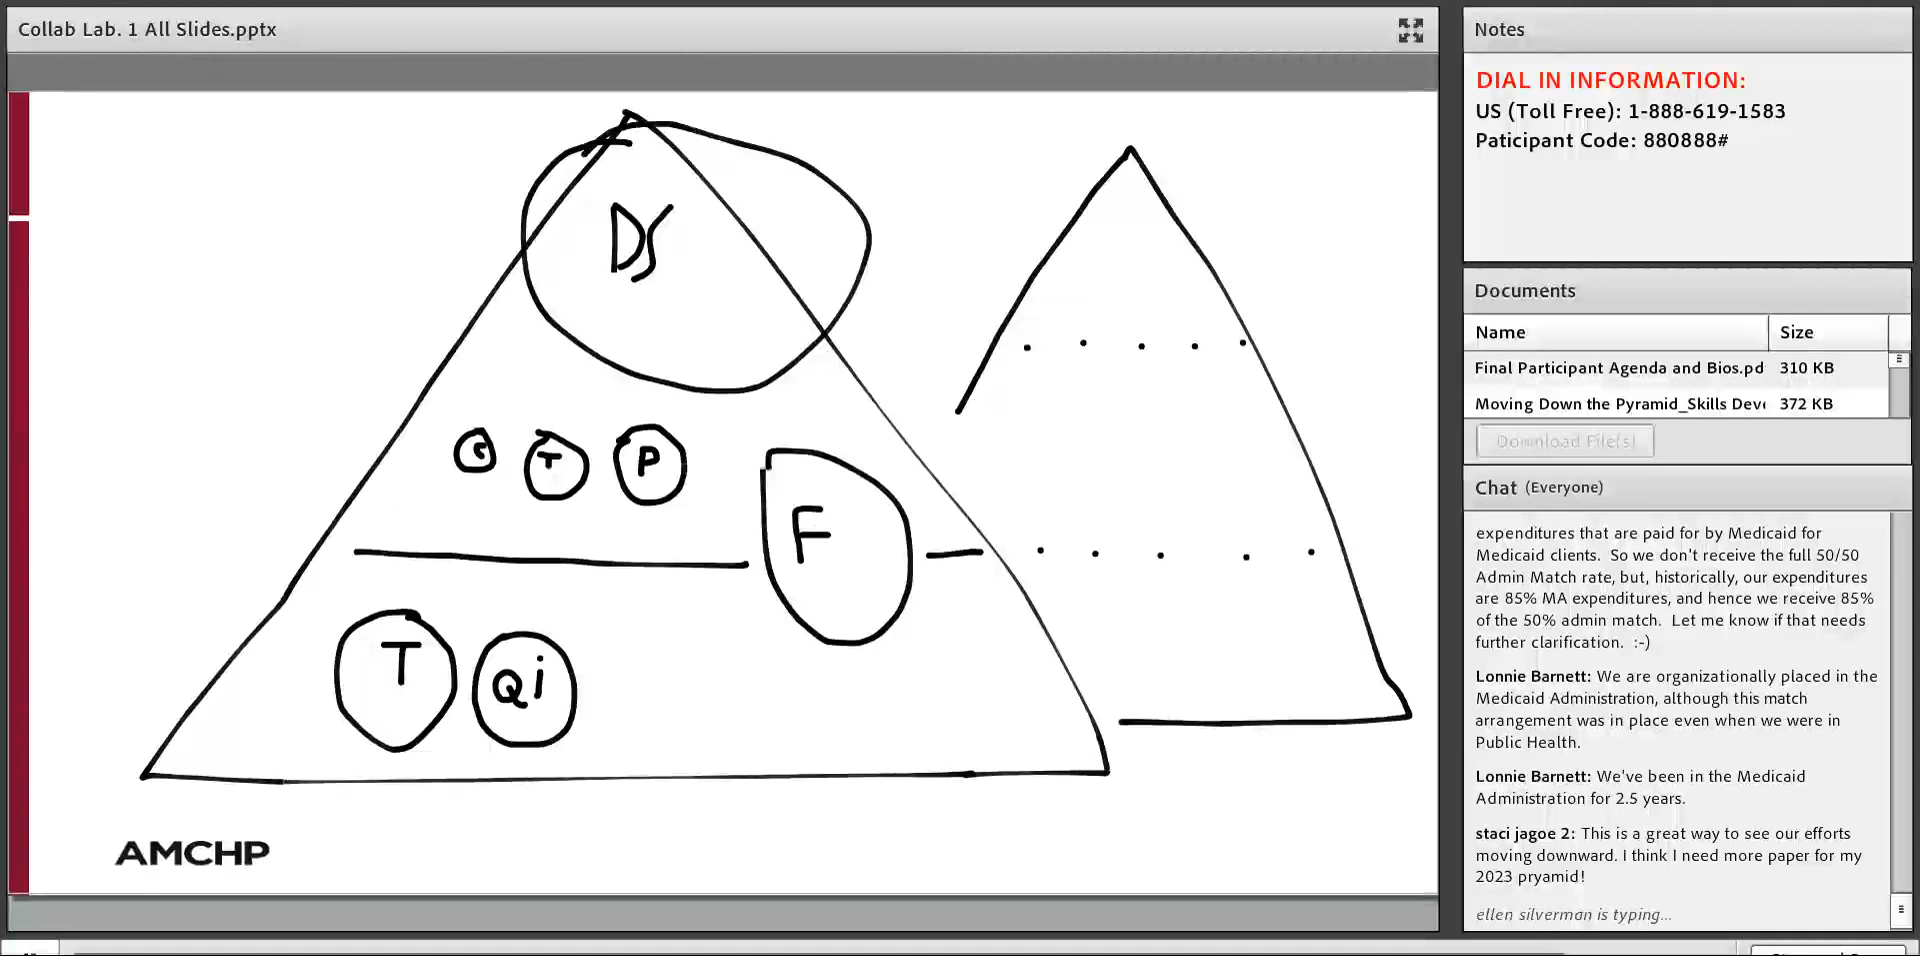 Collab Lab. 1 All Slides.pptx
DS
T
P
F
T
Qi
AMCHP
Notes
DIAL IN INFORMATION:
US (Toll Free): 1-888-619-1583
Paticipant Code: 880888#
Documents
Name Size
Final Participant Agenda and Bios.pd 310 KB
Moving Down the Pyramid_Skills Deve 372 KB
Download File(s)
Chat (Everyone)
expenditures that are paid for by Medicaid for
Medicaid clients. So we don't receive the full 50/50
Admin Match rate, but, historically, our expenditures
are 85% MA expenditures, and hence we receive 85%
of the 50% admin match. Let me know if that needs
further clarification. :-)
Lonnie Barnett: We are organizationally placed in the
Medicaid Administration, although this match
arrangement was in place even when we were in
Public Health.
Lonnie Barnett: We've been in the Medicaid
Administration for 2.5 years.
staci jagoe 2: This is a great way to see our efforts
moving downward. I think I need more paper for my
2023 pryamid!
ellen silverman is typing...